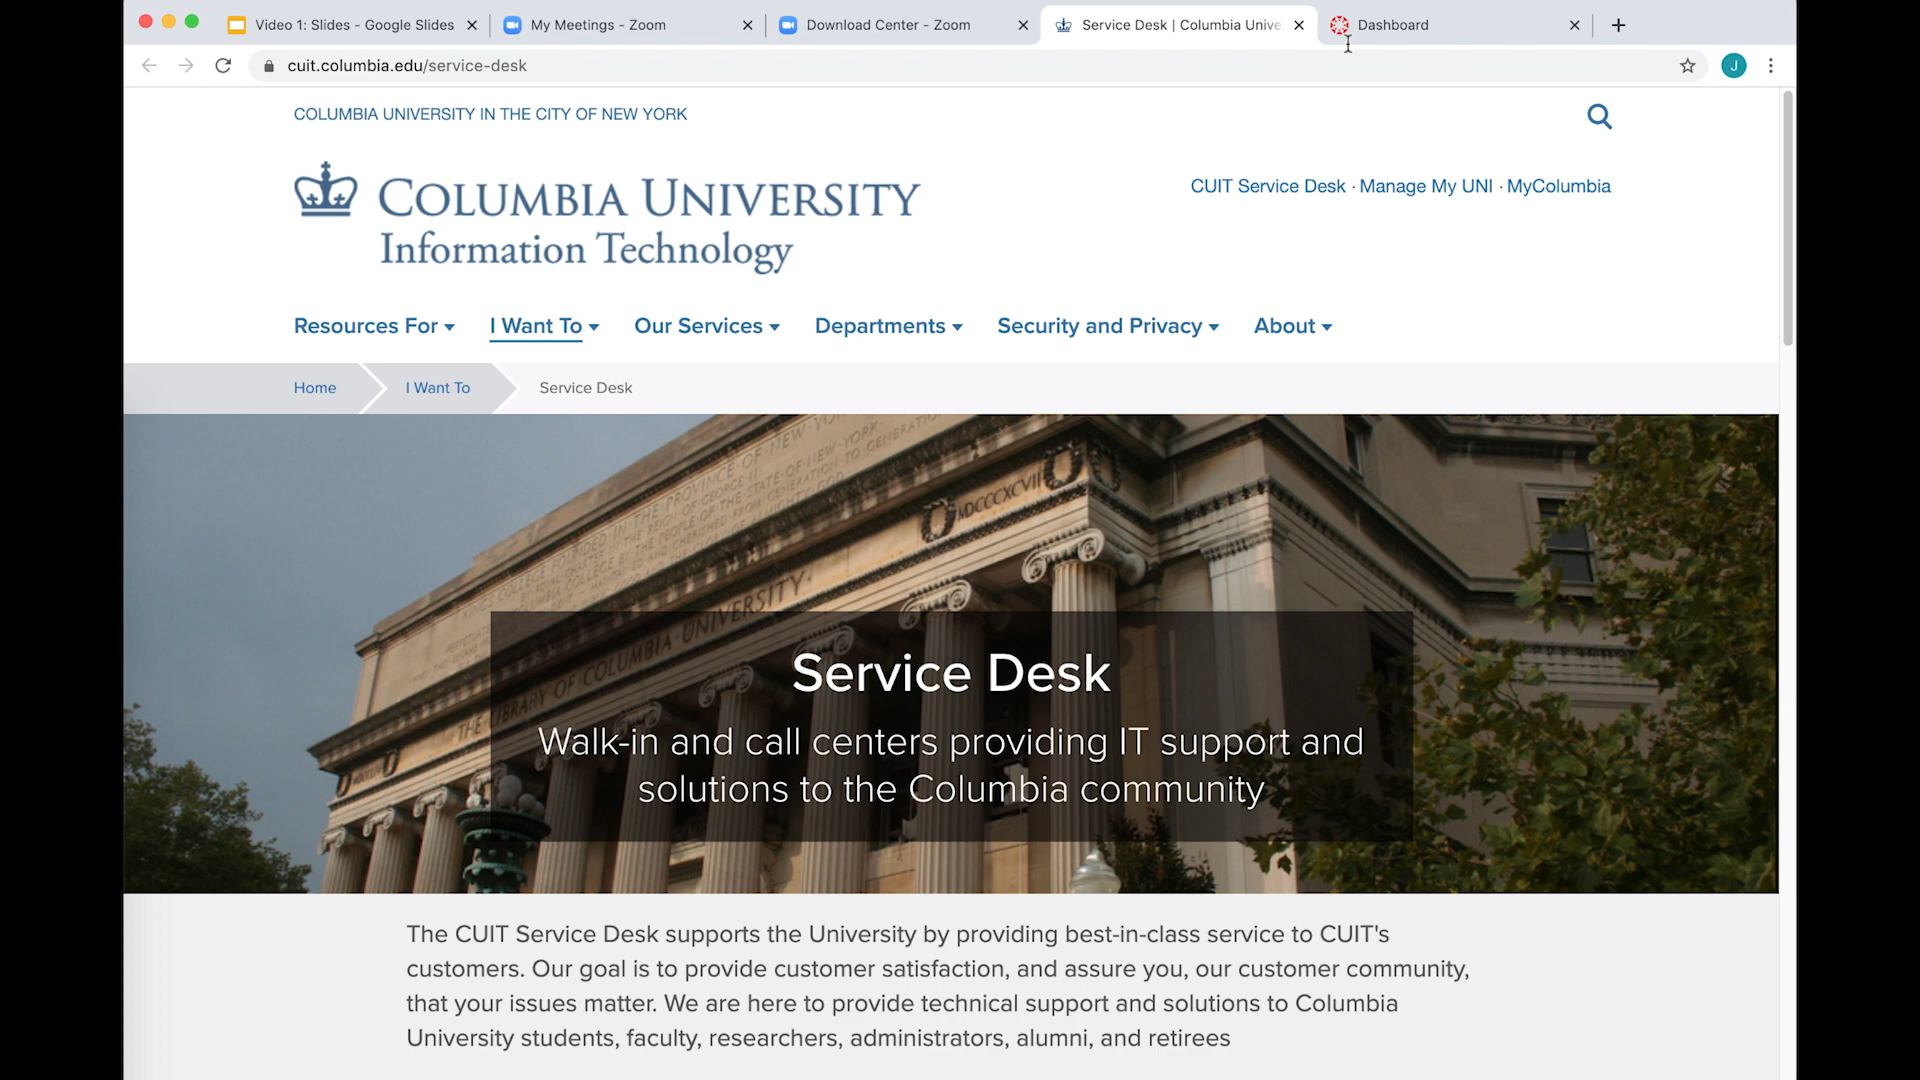 Video 1: Slides - Google Slides
My Meetings - Zoom
Download Center - Zoom
Service Desk | Columbia Unive
Dashboard
cuit.columbia.edu/service-desk
J
COLUMBIA UNIVERSITY IN THE CITY OF NEW YORK
COLUMBIA UNIVERSITY
Information Technology
CUIT Service Desk · Manage My UNI · MyColumbia
Resources For
I Want To
Our Services
Departments
Security and Privacy
About
Home
I Want To
Service Desk
MDCCCXCVII
THE LIBRARY OF COLUMBIA UNIVERSITY
Service Desk
Walk-in and call centers providing IT support and
solutions to the Columbia community
The CUIT Service Desk supports the University by providing best-in-class service to CUIT's
customers. Our goal is to provide customer satisfaction, and assure you, our customer community,
that your issues matter. We are here to provide technical support and solutions to Columbia
University students, faculty, researchers, administrators, alumni, and retirees